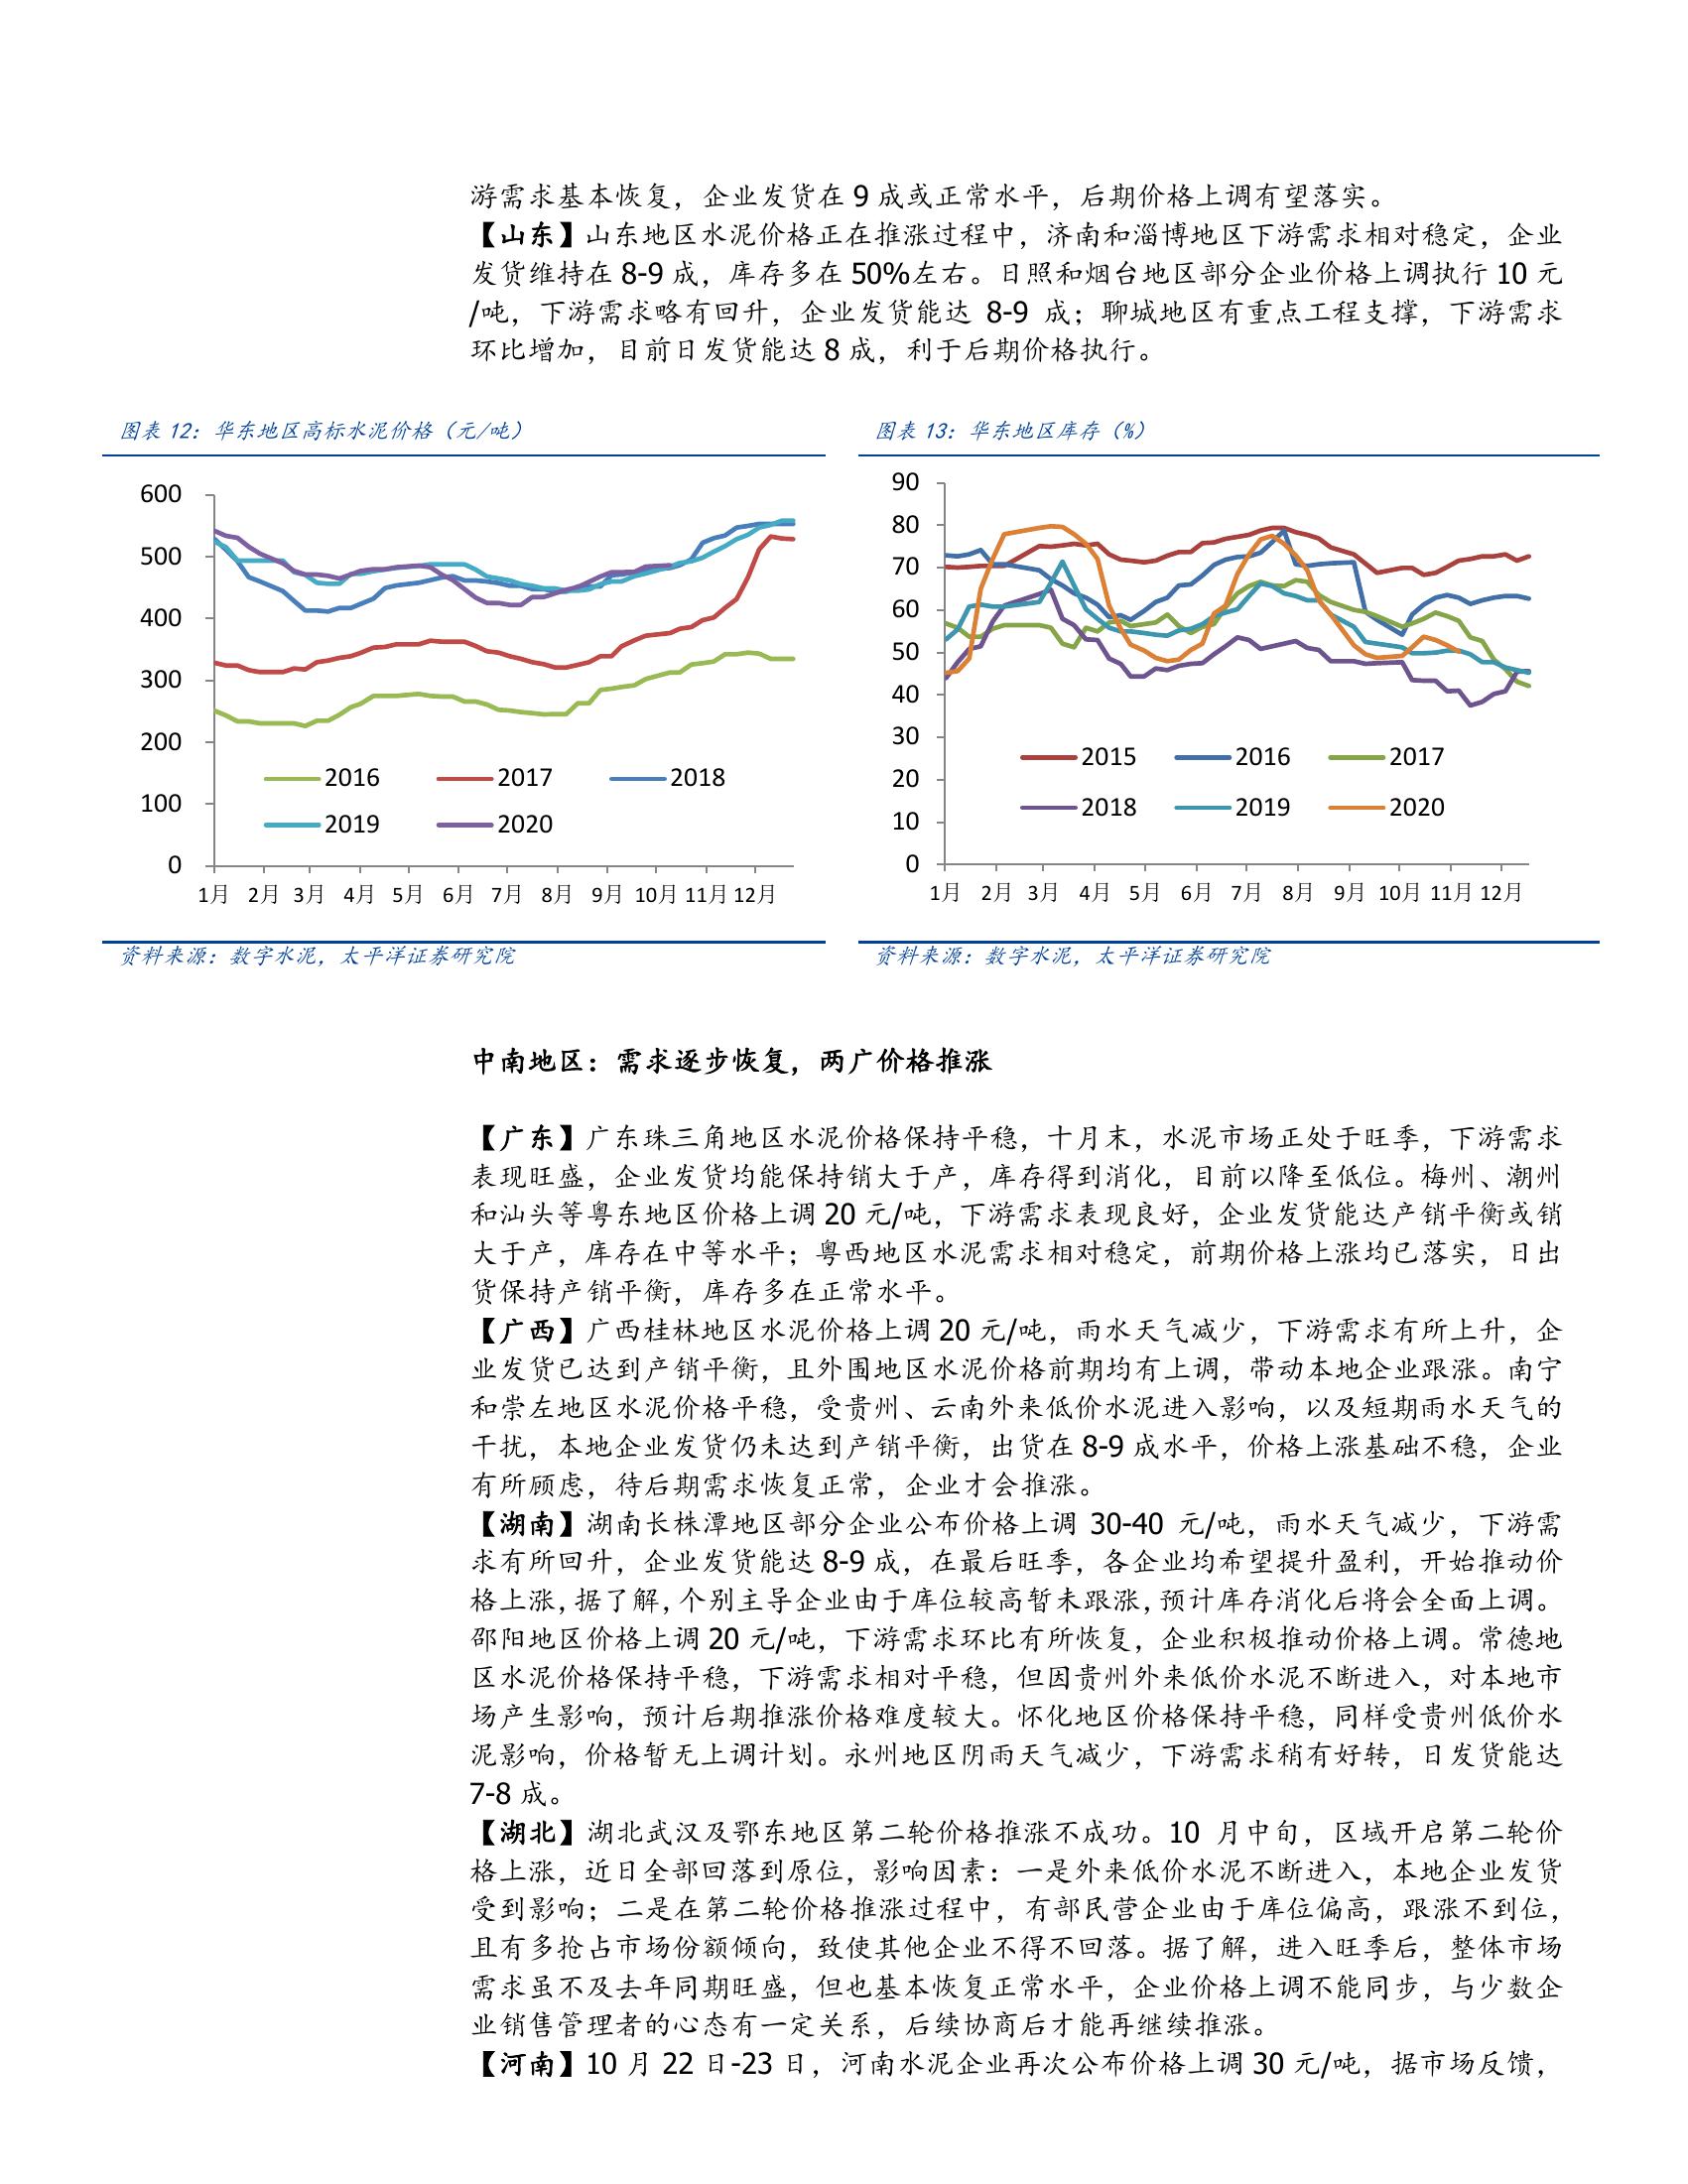 游需求基本恢复，企业发货在 9 成或正常水平，后期价格上调有望落实。
【山东】山东地区水泥价格正在推涨过程中，济南和淄博地区下游需求相对稳定，企业
发货维持在 8-9 成，库存多在 50%左右。日照和烟台地区部分企业价格上调执行 10 元
/吨，下游需求略有回升，企业发货能达 8-9 成；聊城地区有重点工程支撑，下游需求
环比增加，目前日发货能达 8 成，利于后期价格执行。
图表 12：华东地区高标水泥价格（元/吨）
600
500
400
300
200
100
0
2016 2017 2018
2019 2020
1月 2月 3月 4月 5月 6月 7月 8月 9月 10月 11月 12月
资料来源：数字水泥，太平洋证券研究院
图表 13：华东地区库存（%）
90
80
70
60
50
40
30
20
10
0
2015 2016 2017
2018 2019 2020
1月 2月 3月 4月 5月 6月 7月 8月 9月 10月 11月 12月
资料来源：数字水泥，太平洋证券研究院
中南地区：需求逐步恢复，两广价格推涨
【广东】广东珠三角地区水泥价格保持平稳，十月末，水泥市场正处于旺季，下游需求
表现旺盛，企业发货均能保持销大于产，库存得到消化，目前以降至低位。梅州、潮州
和汕头等粤东地区价格上调 20 元/吨，下游需求表现良好，企业发货能达产销平衡或销
大于产，库存在中等水平；粤西地区水泥需求相对稳定，前期价格上涨均已落实，日出
货保持产销平衡，库存多在正常水平。
【广西】广西桂林地区水泥价格上调 20 元/吨，雨水天气减少，下游需求有所上升，企
业发货已达到产销平衡，且外围地区水泥价格前期均有上调，带动本地企业跟涨。南宁
和崇左地区水泥价格平稳，受贵州、云南外来低价水泥进入影响，以及短期雨水天气的
干扰，本地企业发货仍未达到产销平衡，出货在 8-9 成水平，价格上涨基础不稳，企业
有所顾虑，待后期需求恢复正常，企业才会推涨。
【湖南】湖南长株潭地区部分企业公布价格上调 30-40 元/吨，雨水天气减少，下游需
求有所回升，企业发货能达 8-9 成，在最后旺季，各企业均希望提升盈利，开始推动价
格上涨，据了解，个别主导企业由于库位较高暂未跟涨，预计库存消化后将会全面上调。
邵阳地区价格上调 20 元/吨，下游需求环比有所恢复，企业积极推动价格上调。常德地
区水泥价格保持平稳，下游需求相对平稳，但因贵州外来低价水泥不断进入，对本地市
场产生影响，预计后期推涨价格难度较大。怀化地区价格保持平稳，同样受贵州低价水
泥影响，价格暂无上调计划。永州地区阴雨天气减少，下游需求稍有好转，日发货能达
7-8 成。
【湖北】湖北武汉及鄂东地区第二轮价格推涨不成功。10 月中旬，区域开启第二轮价
格上涨，近日全部回落到原位，影响因素：一是外来低价水泥不断进入，本地企业发货
受到影响；二是在第二轮价格推涨过程中，有部民营企业由于库位偏高，跟涨不到位，
且有多抢占市场份额倾向，致使其他企业不得不回落。据了解，进入旺季后，整体市场
需求虽不及去年同期旺盛，但也基本恢复正常水平，企业价格上调不能同步，与少数企
业销售管理者的心态有一定关系，后续协商后才能再继续推涨。
【河南】10 月 22 日-23 日，河南水泥企业再次公布价格上调 30 元/吨，据市场反馈，